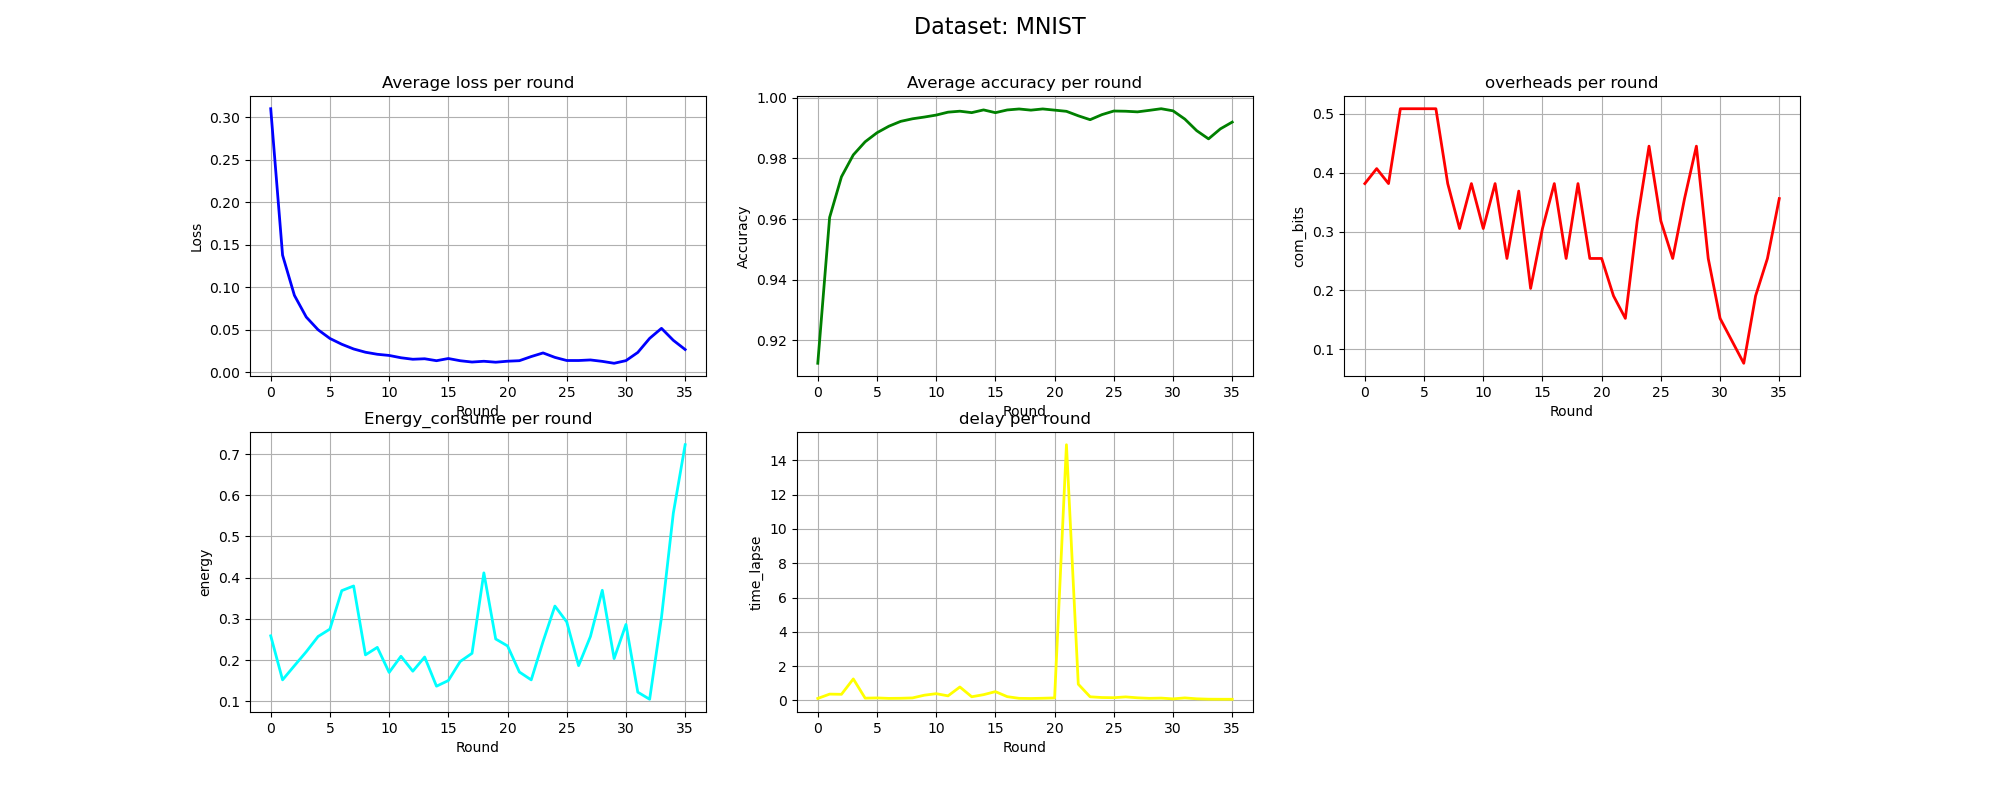 Dataset: MNIST
Average loss per round
Loss
0.30
0.25
0.20
0.15
0.10
0.05
0.00
0 5 10 15 20 25 30 35
Round
Average accuracy per round
Accuracy
1.00
0.98
0.96
0.94
0.92
0 5 10 15 20 25 30 35
Round
overheads per round
com_bits
0.5
0.4
0.3
0.2
0.1
0 5 10 15 20 25 30 35
Round
Energy_consume per round
energy
0.7
0.6
0.5
0.4
0.3
0.2
0.1
0 5 10 15 20 25 30 35
Round
delay per round
time_lapse
14
12
10
8
6
4
2
0
0 5 10 15 20 25 30 35
Round